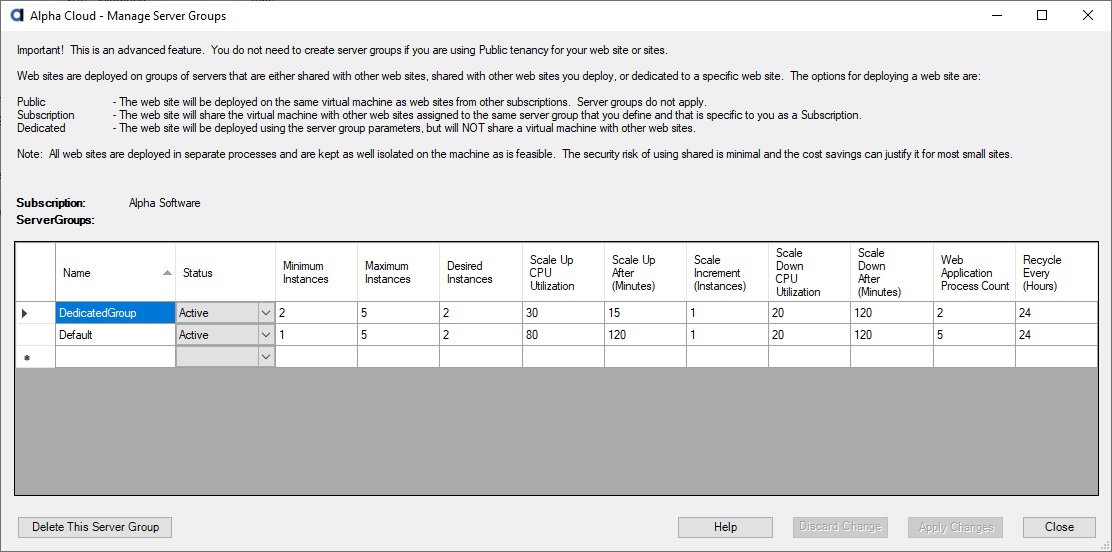 Alpha Cloud - Manage Server Groups
Important!  This is an advanced feature.  You do not need to create server groups if you are using Public tenancy for your web site or sites.
Web sites are deployed on groups of servers that are either shared with other web sites, shared with other web sites you deploy, or dedicated to a specific web site.  The options for deploying a web site are:
Public - The web site will be deployed on the same virtual machine as web sites from other subscriptions.  Server groups do not apply.
Subscription - The web site will share the virtual machine with other web sites assigned to the same server group that you define and that is specific to you as a Subscription.
Dedicated - The web site will be deployed using the server group parameters, but will NOT share a virtual machine with other web sites.
Note:  All web sites are deployed in separate processes and are kept as well isolated on the machine as is feasible.  The security risk of using shared is minimal and the cost savings can justify it for most small sites.
Subscription: Alpha Software
ServerGroups:
Name
Status
Minimum
Instances
Maximum
Instances
Desired
Instances
Scale Up
CPU
Utilization
Scale Up
After
(Minutes)
Scale
Increment
(Instances)
Scale
Down
CPU
Utilization
Scale
Down
After
(Minutes)
Web
Application
Process Count
Recycle
Every
(Hours)
DedicatedGroup Active 2 5 2 30 15 1 20 120 2 24
Default Active 1 5 2 80 120 1 20 120 5 24
Delete This Server Group Help Discard Change Apply Changes Close